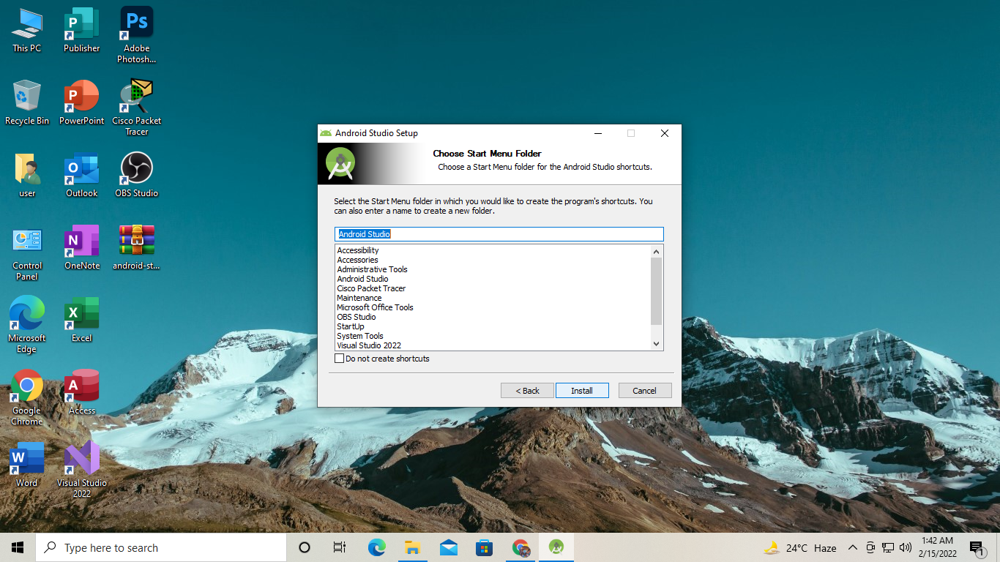 This PC
Publisher
Adobe
Photosh...
Recycle Bin
PowerPoint
Cisco Packet
Tracer
user
Outlook
OBS Studio
Control
Panel
OneNote
android-st...
Microsoft
Edge
Excel
Google
Chrome
Access
Word
Visual Studio
2022
Android Studio Setup
Choose Start Menu Folder
Choose a Start Menu folder for the Android Studio shortcuts.
Select the Start Menu folder in which you would like to create the program's shortcuts. You
can also enter a name to create a new folder.
Android Studio
Accessibility
Accessories
Administrative Tools
Android Studio
Cisco Packet Tracer
Maintenance
Microsoft Office Tools
OBS Studio
StartUp
System Tools
Visual Studio 2022
Do not create shortcuts
< Back
Install
Cancel
Type here to search
24°C Haze
1:42 AM
2/15/2022
1